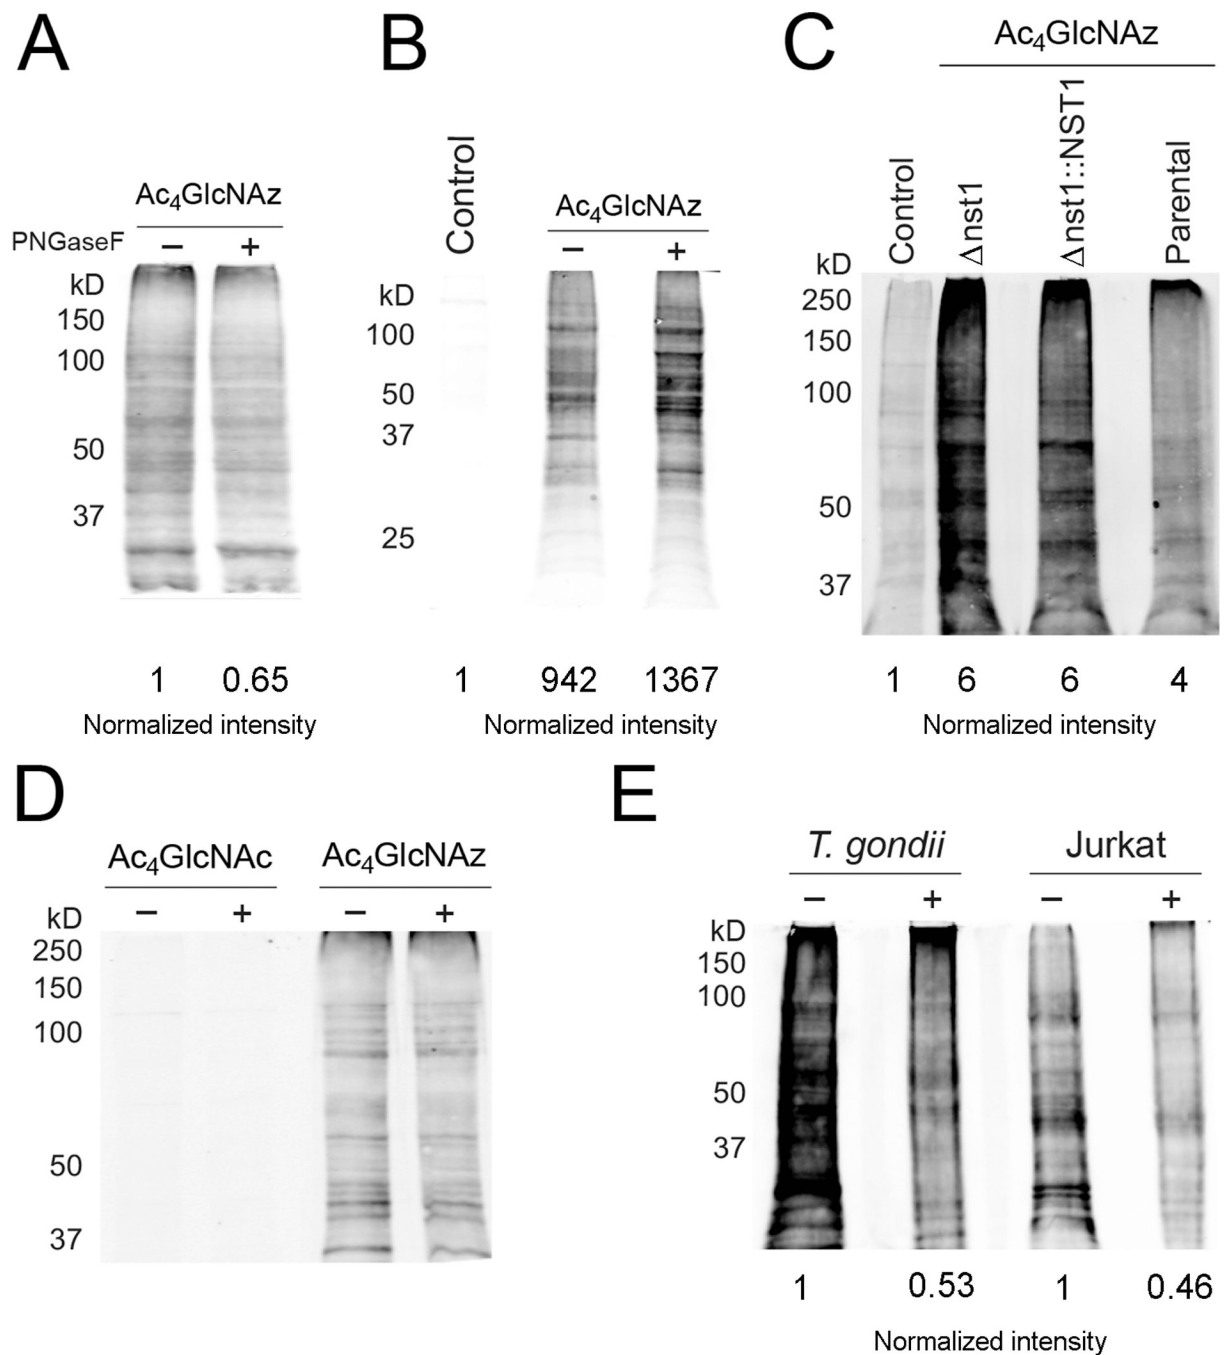 A
Ac4GlcNAz
PNGaseF − +
kD
150
100
50
37
1 0.65
Normalized intensity
B
Control
Ac4GlcNAz
− +
kD
100
50
37
25
1 942 1367
Normalized intensity
C
Ac4GlcNAz
Control
Δnst1
Δnst1::NST1
Parental
kD
250
150
100
50
37
1 6 6 4
Normalized intensity
D
Ac4GlcNAc Ac4GlcNAz
− + − +
kD
250
150
100
50
37
E
T. gondii Jurkat
− + − +
kD
150
100
50
37
1 0.53 1 0.46
Normalized intensity